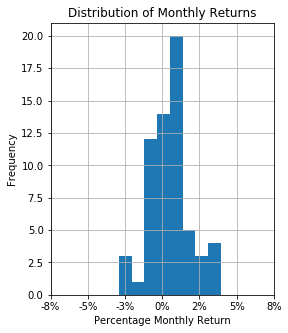 Distribution of Monthly Returns
20.0
17.5
15.0
12.5
10.0
7.5
5.0
2.5
0.0
Frequency
-8% -5% -3% 0% 2% 5% 8%
Percentage Monthly Return